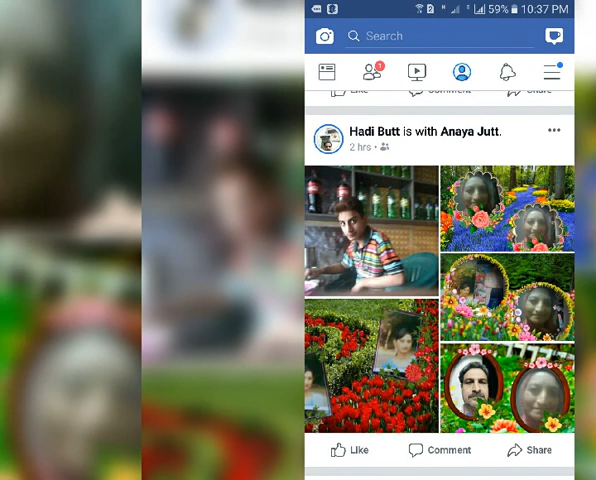 59% 10:37 PM
Search
1
Like Comment Share
Hadi Butt is with Anaya Jutt.
2 hrs
Like Comment Share